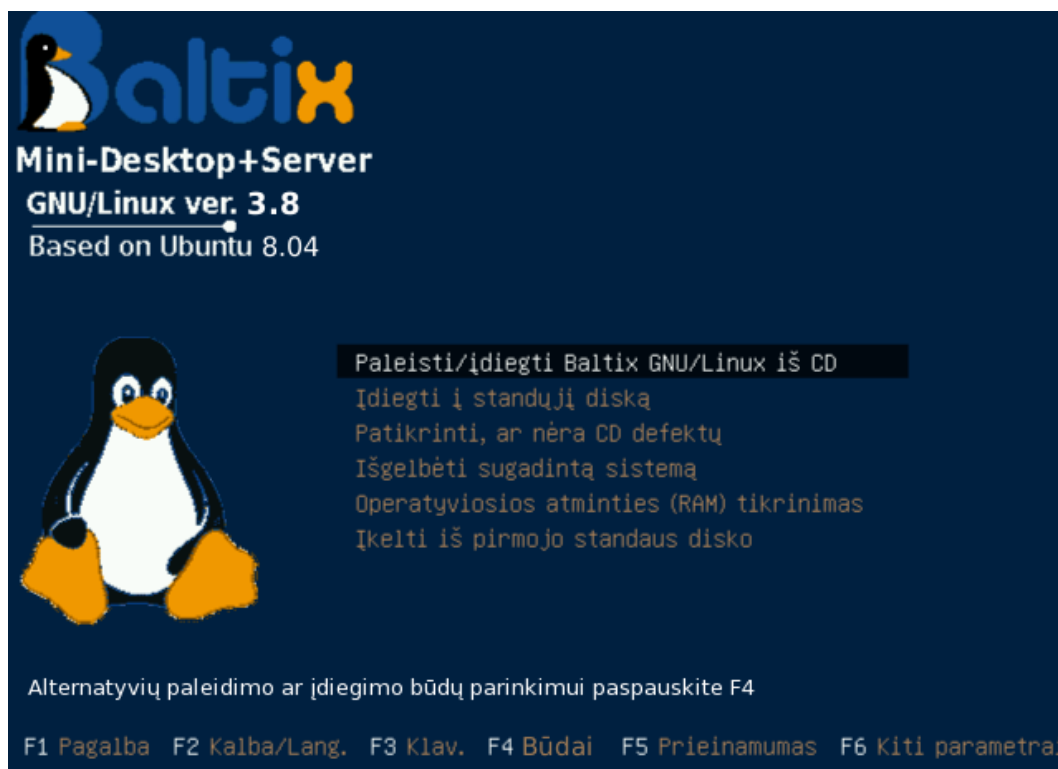 Baltix
Mini-Desktop+Server
GNU/Linux ver. 3.8
Based on Ubuntu 8.04
Paleisti/įdiegti Baltix GNU/Linux iš CD
Įdiegti į standųjį diską
Patikrinti, ar nėra CD defektų
Išgelbėti sugadintą sistemą
Operatyviosios atminties (RAM) tikrinimas
Įkelti iš pirmojo standaus disko
Alternatyvių paleidimo ar įdiegimo būdų parinkimui paspauskite F4
F1 Pagalba F2 Kalba/Lang. F3 Klav. F4 Būdai F5 Prieinamumas F6 Kiti parametrai